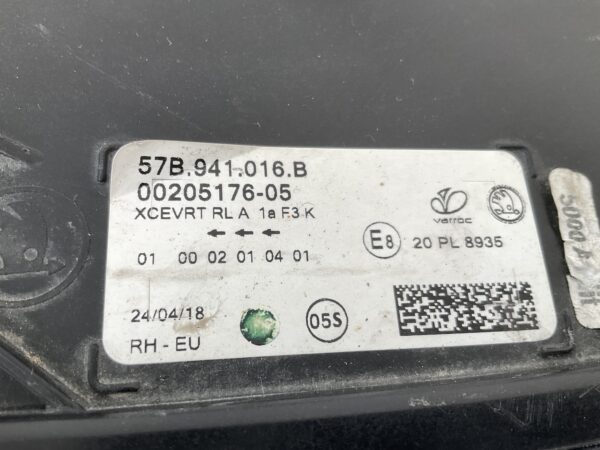 57B.941.016.B
00205176-05
XCEVRT RL A 1a F3 K
←←←
01 00 02 01 04 01
varroc
E8 20 PL 8935
24/04/18
05S
RH - EU